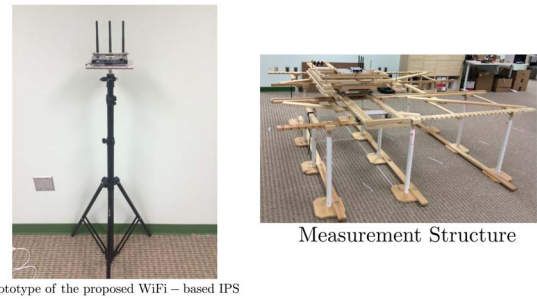 Measurement Structure
ototype of the proposed WiFi – based IPS